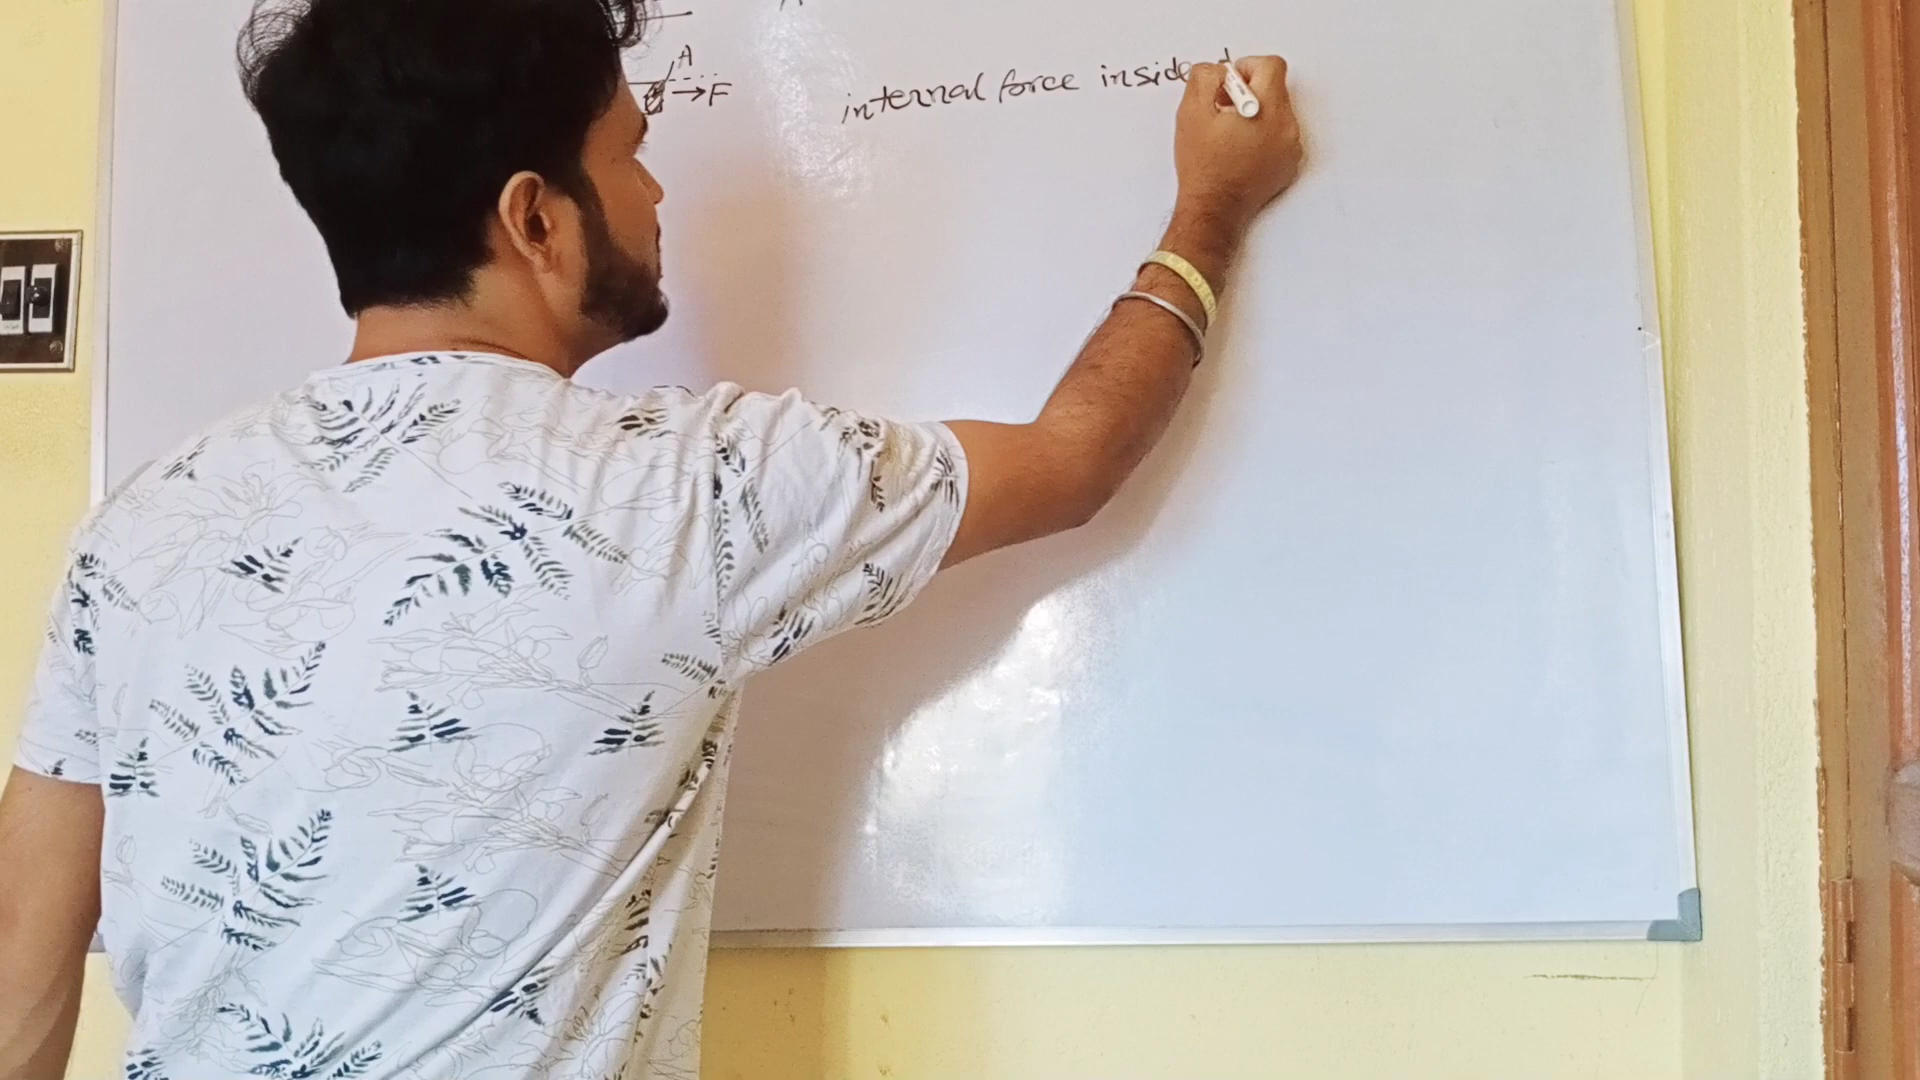 A
→F
internal force inside